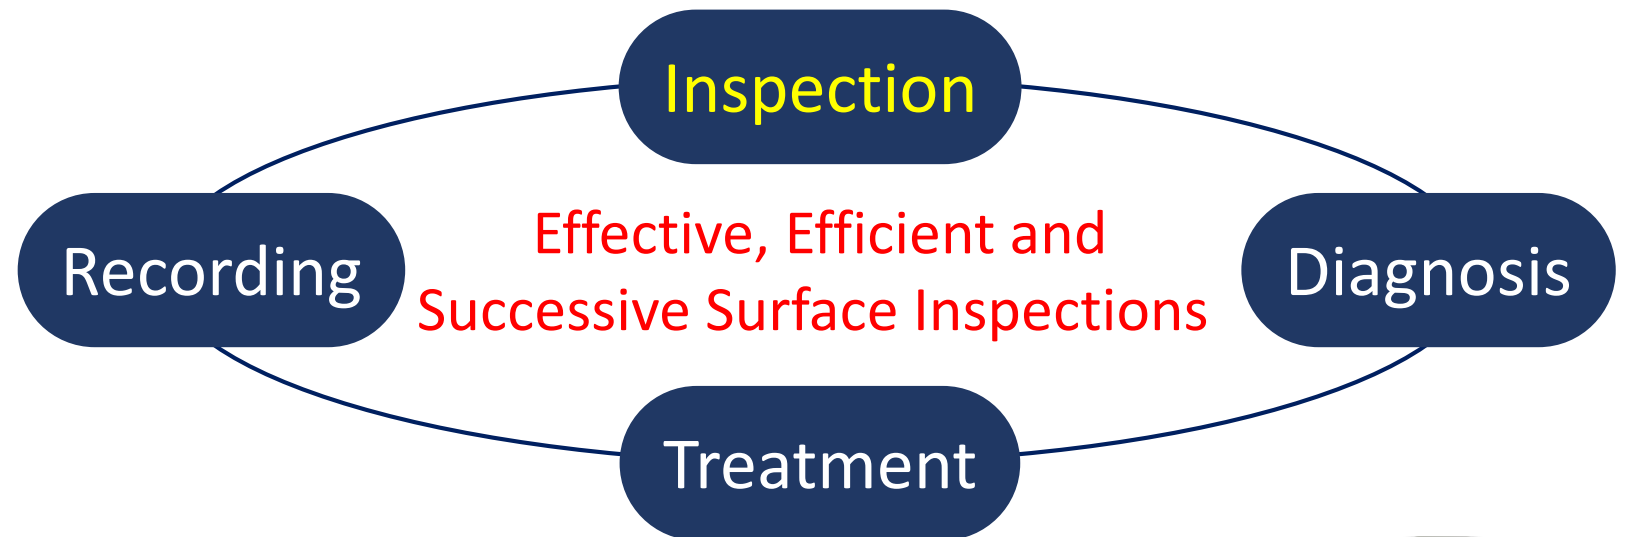 Inspection
Effective, Efficient and
Successive Surface Inspections
Recording
Diagnosis
Treatment